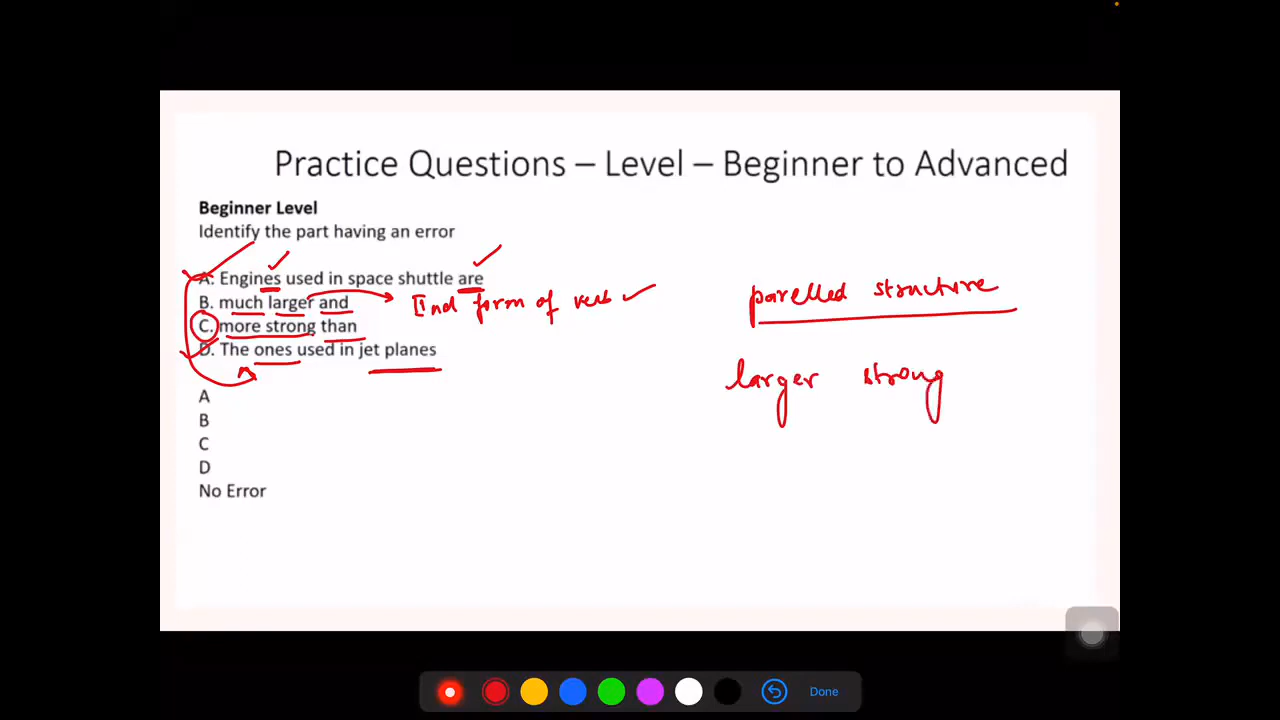 Practice Questions – Level – Beginner to Advanced
Beginner Level
Identify the part having an error
A. Engines used in space shuttle are
B. much larger and
IInd form of verb
parelled structure
C. more strong than
D. The ones used in jet planes
larger strong
A
B
C
D
No Error
Done